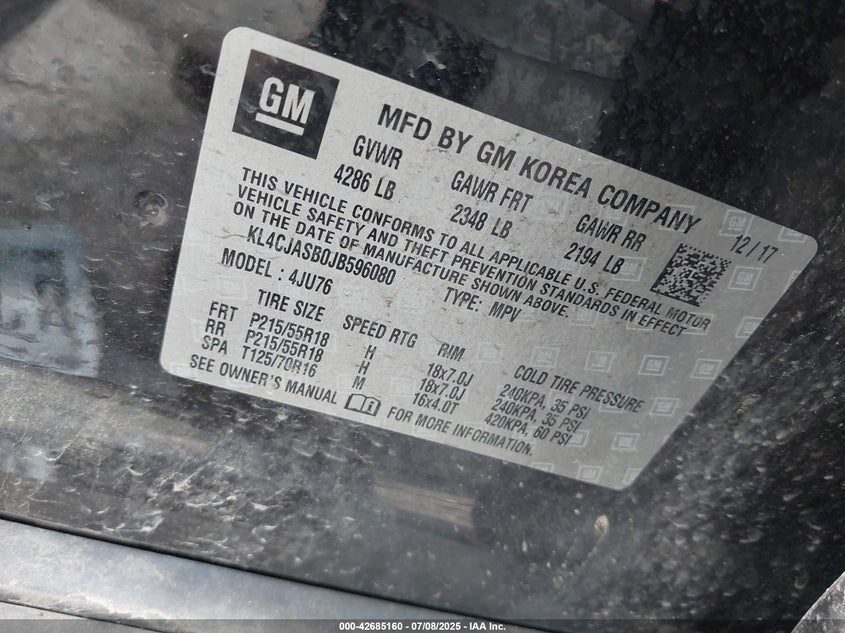 GM
MFD BY GM KOREA COMPANY
12/17
GVWR GAWR FRT GAWR RR
4286 LB 2348 LB 2194 LB
THIS VEHICLE CONFORMS TO ALL APPLICABLE U.S. FEDERAL MOTOR
VEHICLE SAFETY AND THEFT PREVENTION STANDARDS IN EFFECT
ON THE DATE OF MANUFACTURE SHOWN ABOVE.
KL4CJASB0JB596080 TYPE: MPV
MODEL : 4JU76
TIRE SIZE SPEED RTG RIM COLD TIRE PRESSURE
FRT P215/55R18 H 18x7.0J 240KPA, 35 PSI
RR P215/55R18 H 18x7.0J 240KPA, 35 PSI
SPA T125/70R16 M 16x4.0T 420KPA, 60 PSI
SEE OWNER'S MANUAL FOR MORE INFORMATION.
000-42685160 - 07/08/2025 - IAA Inc.